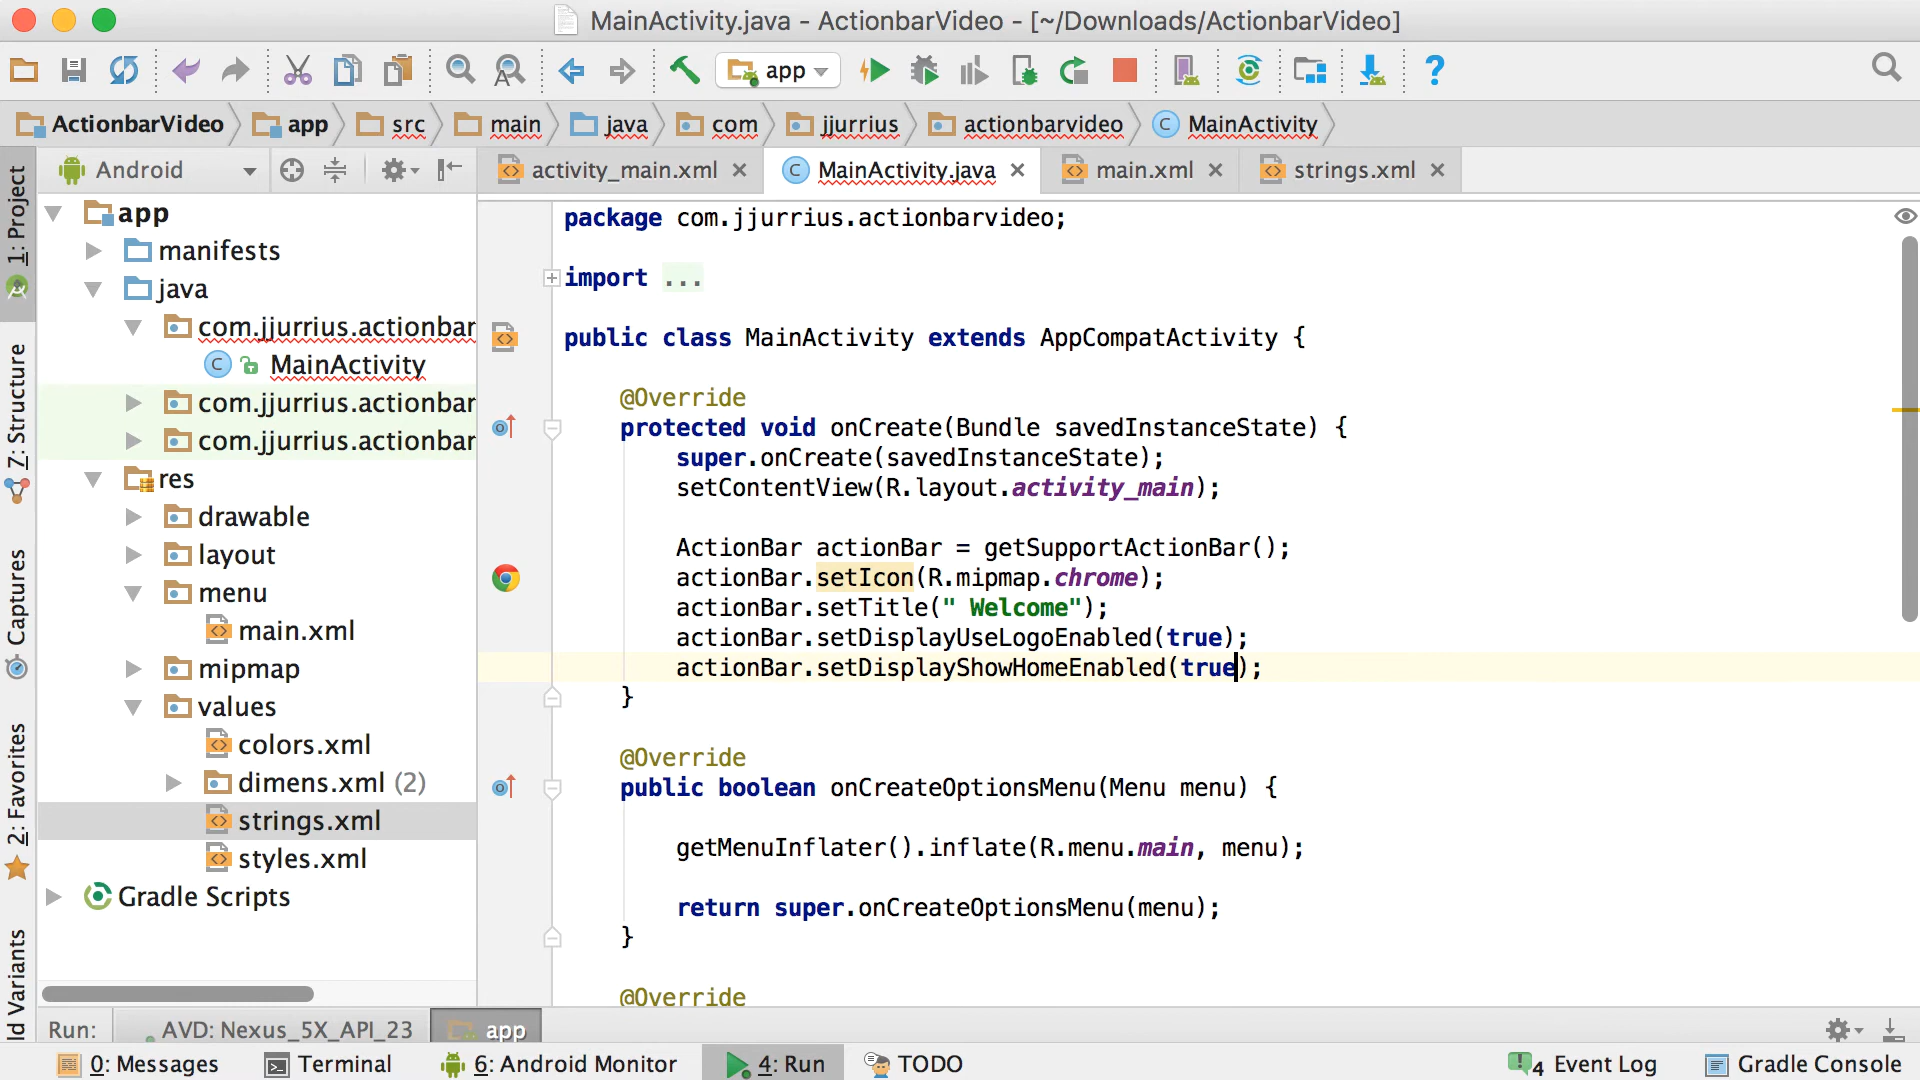 MainActivity.java - ActionbarVideo - [~/Downloads/ActionbarVideo]
app
ActionbarVideo app src main java com jjurrius actionbarvideo MainActivity
Android
activity_main.xml MainActivity.java main.xml strings.xml
1: Project
Z: Structure
Captures
2: Favorites
ld Variants
app
manifests
java
com.jjurrius.actionbar
MainActivity
com.jjurrius.actionbar
com.jjurrius.actionbar
res
drawable
layout
menu
main.xml
mipmap
values
colors.xml
dimens.xml (2)
strings.xml
styles.xml
Gradle Scripts
package com.jjurrius.actionbarvideo;
import ...
public class MainActivity extends AppCompatActivity {
@Override
protected void onCreate(Bundle savedInstanceState) {
super.onCreate(savedInstanceState);
setContentView(R.layout.activity_main);
ActionBar actionBar = getSupportActionBar();
actionBar.setIcon(R.mipmap.chrome);
actionBar.setTitle(" Welcome");
actionBar.setDisplayUseLogoEnabled(true);
actionBar.setDisplayShowHomeEnabled(true);
}
@Override
public boolean onCreateOptionsMenu(Menu menu) {
getMenuInflater().inflate(R.menu.main, menu);
return super.onCreateOptionsMenu(menu);
}
@Override
Run: AVD: Nexus_5X_API_23 app
0: Messages Terminal 6: Android Monitor 4: Run TODO 4 Event Log Gradle Console